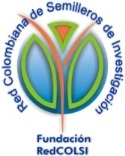 Red Colombiana de Semilleros de Investigación
Fundación
RedCOLSI